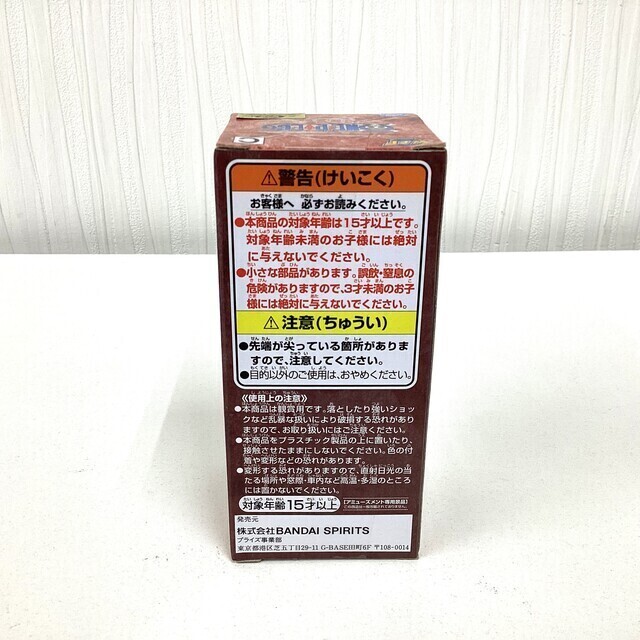 ⚠警告(けいこく)
お客様へ 必ずお読みください。
●本商品の対象年齢は15才以上です。
対象年齢未満のお子様には絶対
に与えないでください。
●小さな部品があります。誤飲・窒息の
危険がありますので、3才未満のお子
様には絶対に与えないでください。
⚠注意(ちゅうい)
●先端が尖っている箇所がありま
すので、注意してください。
●目的以外のご使用は、おやめください。
《使用上の注意》
●本商品は観賞用です。落としたり強いショッ
クなど乱暴な扱いにより破損する恐れがあり
ますので、お取り扱いにはご注意ください。
●本商品をプラスチック製品の上に置いたり、
接触させたままにしないでください。色の付
着や変形などの恐れがあります。
●変形する恐れがありますので、直射日光の当
たる場所や窓際・車内など高温・多湿のところ
には置かないでください。
対象年齢15才以上
【アミューズメント専用景品】
発売元
株式会社BANDAI SPIRITS
プライズ事業部
東京都港区芝五丁目29-11 G-BASE田町6F 〒108-0014